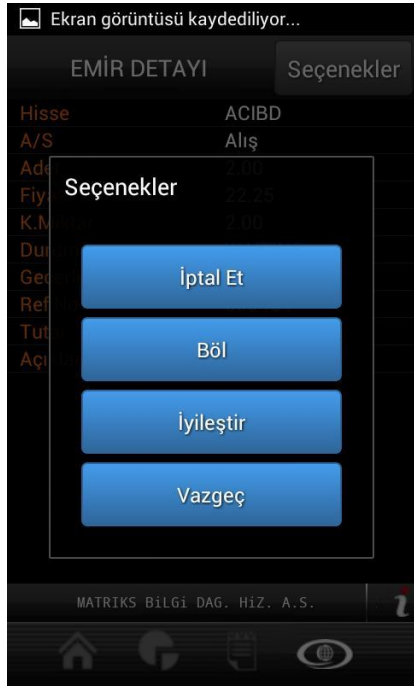 Ekran görüntüsü kaydediliyor...
EMİR DETAYI
Seçenekler
Hisse ACIBD
A/S Alış
2.00
22.25
K.M 2.00
Seçenekler
İptal Et
Böl
İyileştir
Vazgeç
MATRIKS BiLGi DAG. HiZ. A.S.